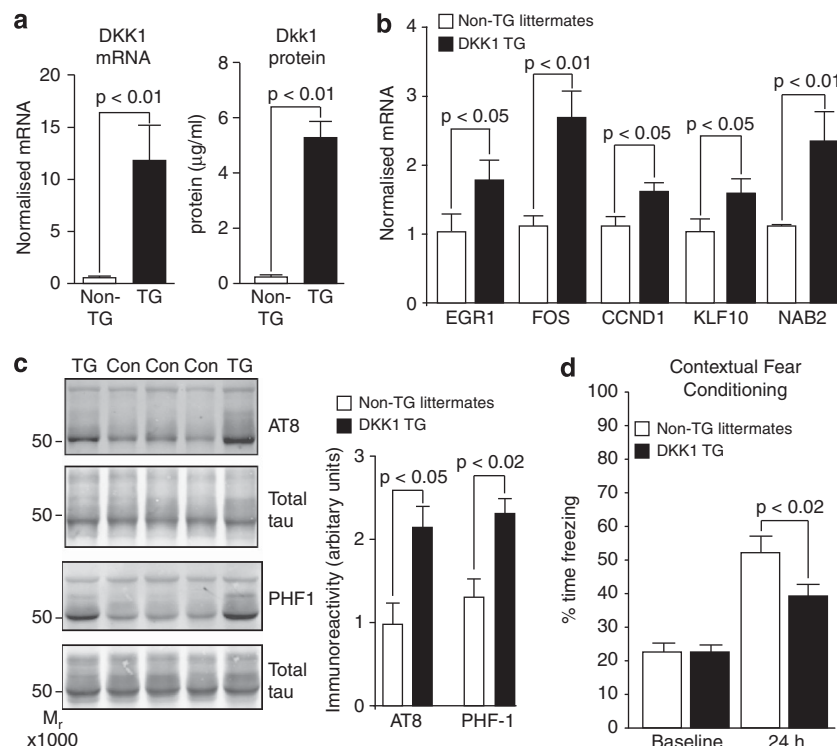 a
DKK1
mRNA
Normalised mRNA
20
15
10
5
0
p < 0.01
Non-
TG
TG
Dkk1
protein
protein (µg/ml)
8
6
4
2
0
p < 0.01
Non-
TG
TG
b
Non-TG littermates
DKK1 TG
Normalised mRNA
4
3
2
1
0
p < 0.05
p < 0.01
p < 0.05
p < 0.05
p < 0.01
EGR1
FOS
CCND1
KLF10
NAB2
c
TG Con Con Con TG
50
AT8
50
Total
tau
50
PHF1
50
Total
tau
Mr
x1000
Non-TG littermates
DKK1 TG
Immunoreactivity (arbitary units)
3
2
1
0
p < 0.05
p < 0.02
AT8
PHF-1
d
Contextual Fear
Conditioning
Non-TG littermates
DKK1 TG
% time freezing
100
90
80
70
60
50
40
30
20
10
0
p < 0.02
Baseline
24 h